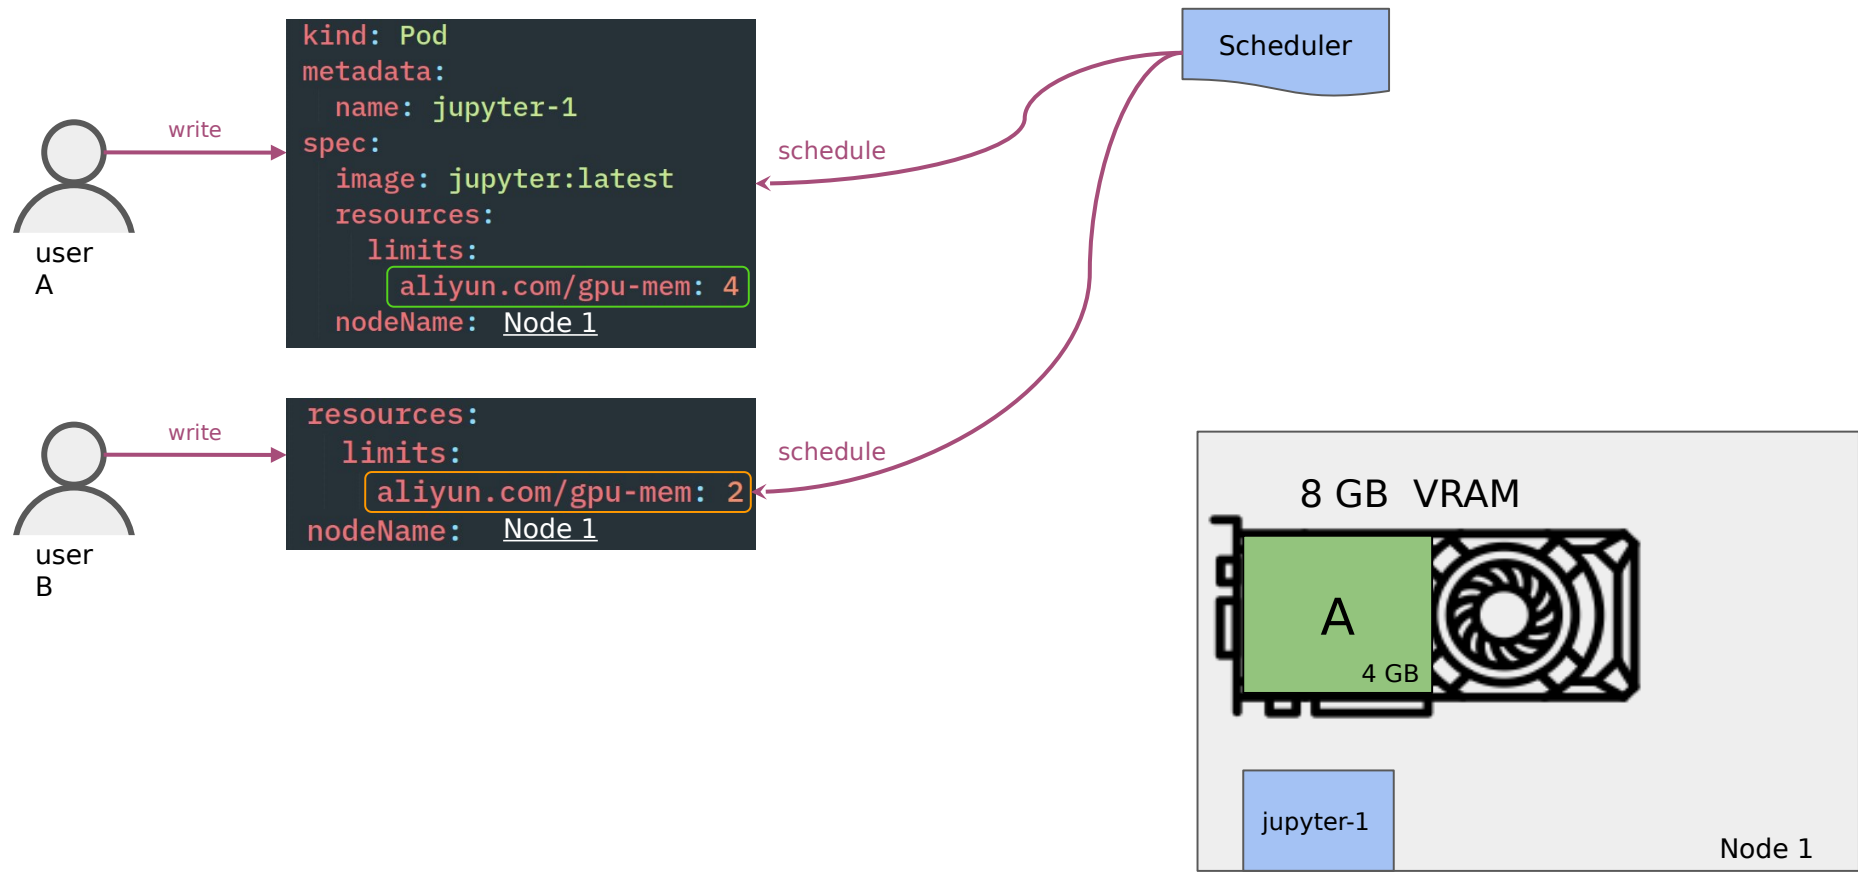 kind: Pod
metadata:
  name: jupyter-1
spec:
  image: jupyter:latest
  resources:
    limits:
      aliyun.com/gpu-mem: 4
  nodeName: Node 1
write
user
A
schedule
Scheduler
resources:
  limits:
    aliyun.com/gpu-mem: 2
nodeName: Node 1
write
user
B
schedule
8 GB VRAM
A
4 GB
jupyter-1
Node 1